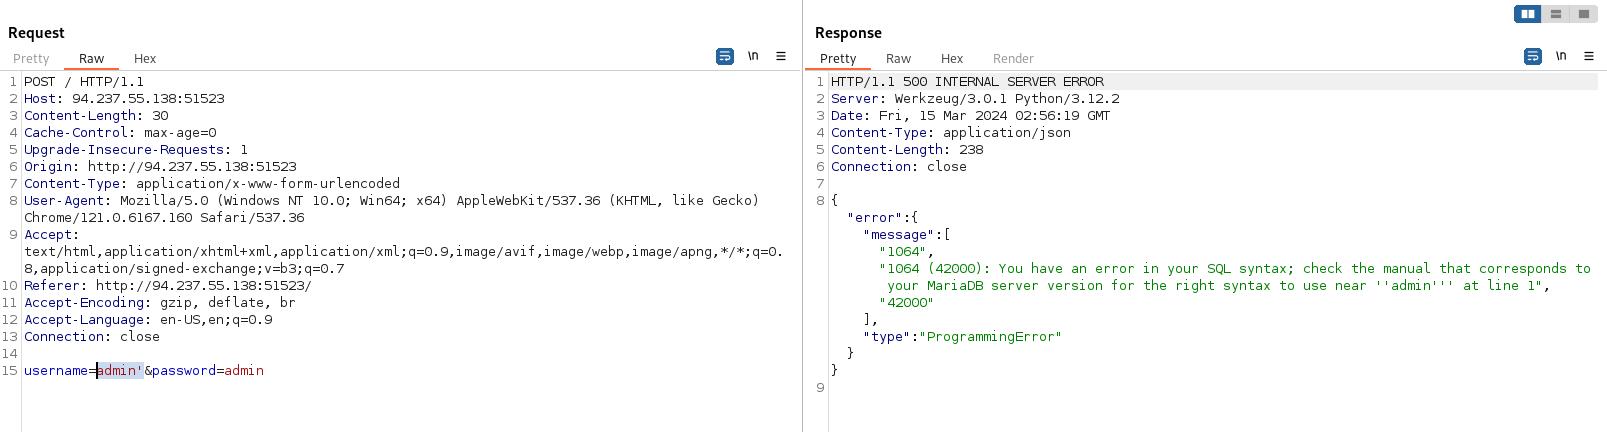 Request
Pretty Raw Hex
\n
1 POST / HTTP/1.1
2 Host: 94.237.55.138:51523
3 Content-Length: 30
4 Cache-Control: max-age=0
5 Upgrade-Insecure-Requests: 1
6 Origin: http://94.237.55.138:51523
7 Content-Type: application/x-www-form-urlencoded
8 User-Agent: Mozilla/5.0 (Windows NT 10.0; Win64; x64) AppleWebKit/537.36 (KHTML, like Gecko)
Chrome/121.0.6167.160 Safari/537.36
9 Accept:
text/html,application/xhtml+xml,application/xml;q=0.9,image/avif,image/webp,image/apng,*/*;q=0.
8,application/signed-exchange;v=b3;q=0.7
10 Referer: http://94.237.55.138:51523/
11 Accept-Encoding: gzip, deflate, br
12 Accept-Language: en-US,en;q=0.9
13 Connection: close
14
15 username=admin'&password=admin
Response
Pretty Raw Hex Render
\n
1 HTTP/1.1 500 INTERNAL SERVER ERROR
2 Server: Werkzeug/3.0.1 Python/3.12.2
3 Date: Fri, 15 Mar 2024 02:56:19 GMT
4 Content-Type: application/json
5 Content-Length: 238
6 Connection: close
7
8 {
"error":{
"message":[
"1064",
"1064 (42000): You have an error in your SQL syntax; check the manual that corresponds to
your MariaDB server version for the right syntax to use near ''admin''' at line 1",
"42000"
],
"type":"ProgrammingError"
}
}
9